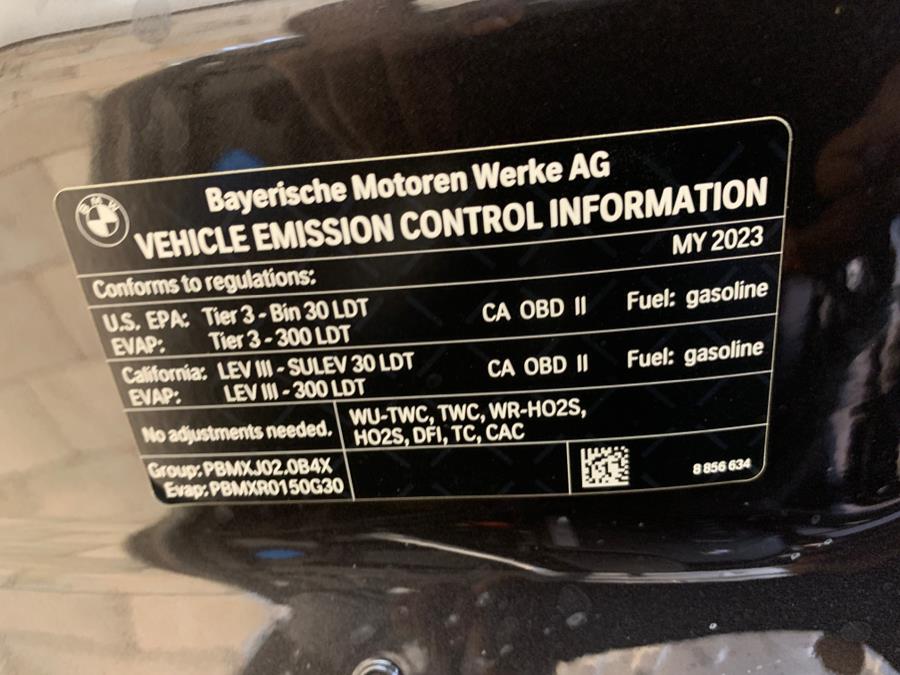 BMW
Bayerische Motoren Werke AG
VEHICLE EMISSION CONTROL INFORMATION
MY 2023
Conforms to regulations:
U.S. EPA: Tier 3 - Bin 30 LDT CA OBD II Fuel: gasoline
EVAP: Tier 3 - 300 LDT
California: LEV III - SULEV 30 LDT CA OBD II Fuel: gasoline
EVAP: LEV III - 300 LDT
No adjustments needed.
WU-TWC, TWC, WR-HO2S,
HO2S, DFI, TC, CAC
Group: PBMXJ02.0B4X
Evap: PBMXR0150G30
8 856 634